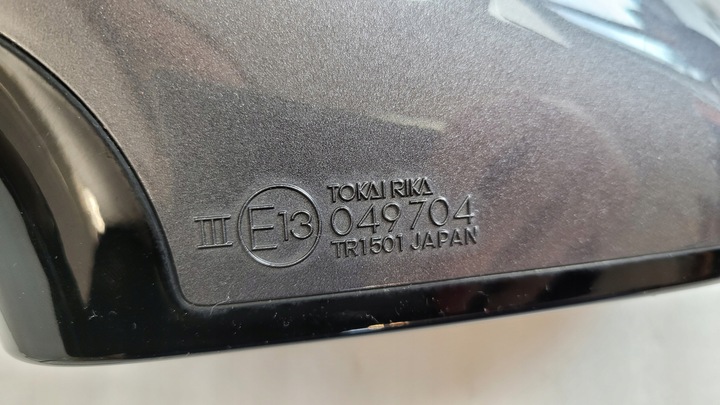 TOKAI RIKA
III E13 049704
TR1501 JAPAN